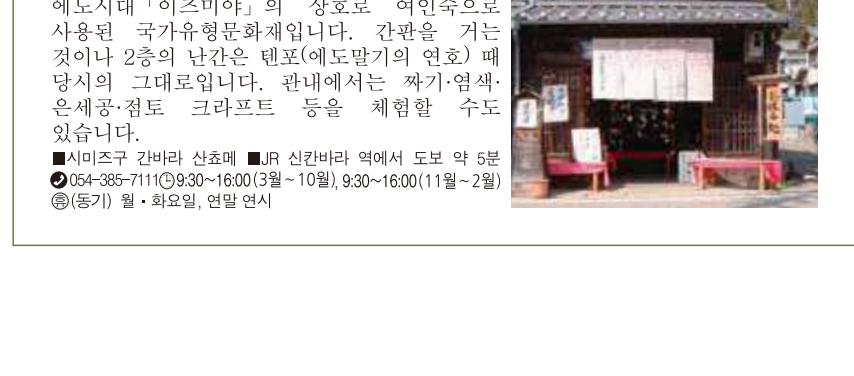 에도시대「이즈미야」의 상호로 여인숙으로
사용된 국가유형문화재입니다. 간판을 거는
것이나 2층의 난간은 텐포(에도말기의 연호) 때
당시의 그대로입니다. 관내에서는 짜기·염색·
은세공·점토 크라프트 등을 체험할 수도
있습니다.
■시미즈구 간바라 산쵸메 ■JR 신칸바라 역에서 도보 약 5분
054-385-7111 9:30~16:00(3월~10월), 9:30~16:00(11월~2월)
(동기) 월·화요일, 연말 연시